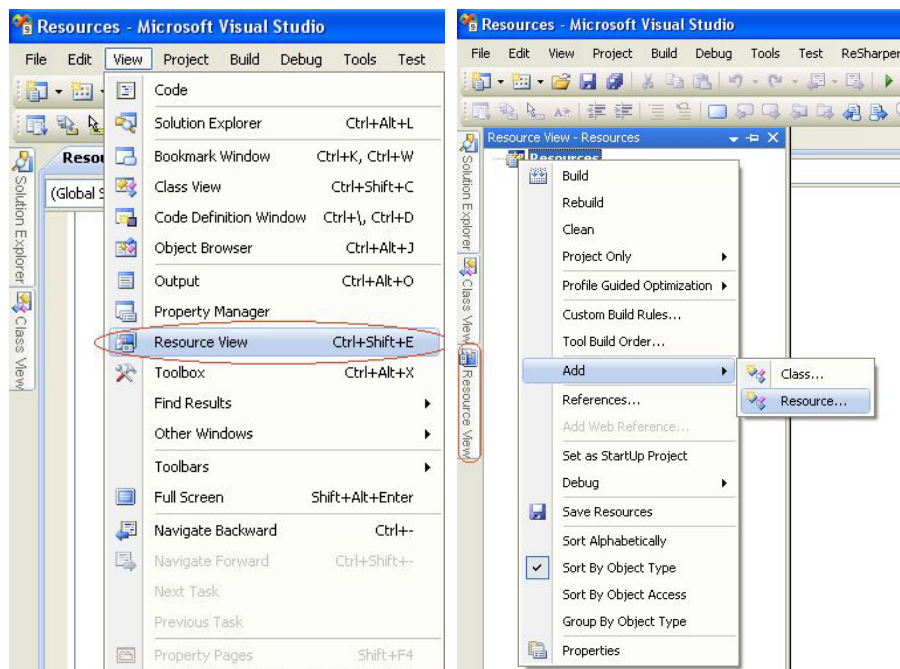 Resources - Microsoft Visual Studio
File Edit View Project Build Debug Tools Test
Code
Solution Explorer Ctrl+Alt+L
Bookmark Window Ctrl+K, Ctrl+W
Class View Ctrl+Shift+C
Code Definition Window Ctrl+\, Ctrl+D
Object Browser Ctrl+Alt+J
Output Ctrl+Alt+O
Property Manager
Resource View Ctrl+Shift+E
Toolbox Ctrl+Alt+X
Find Results
Other Windows
Toolbars
Full Screen Shift+Alt+Enter
Navigate Backward Ctrl+-
Navigate Forward Ctrl+Shift+-
Next Task
Previous Task
Property Pages Shift+F4
Resou
(Global S
Solution Explorer
Class View
Resources - Microsoft Visual Studio
File Edit View Project Build Debug Tools Test ReSharper
Resource View - Resources
Resources
Build
Rebuild
Clean
Project Only
Profile Guided Optimization
Custom Build Rules...
Tool Build Order...
Add
Class...
Resource...
References...
Add Web Reference...
Set as StartUp Project
Debug
Save Resources
Sort Alphabetically
Sort By Object Type
Sort By Object Access
Group By Object Type
Properties
Solution Explorer
Class View
Resource View